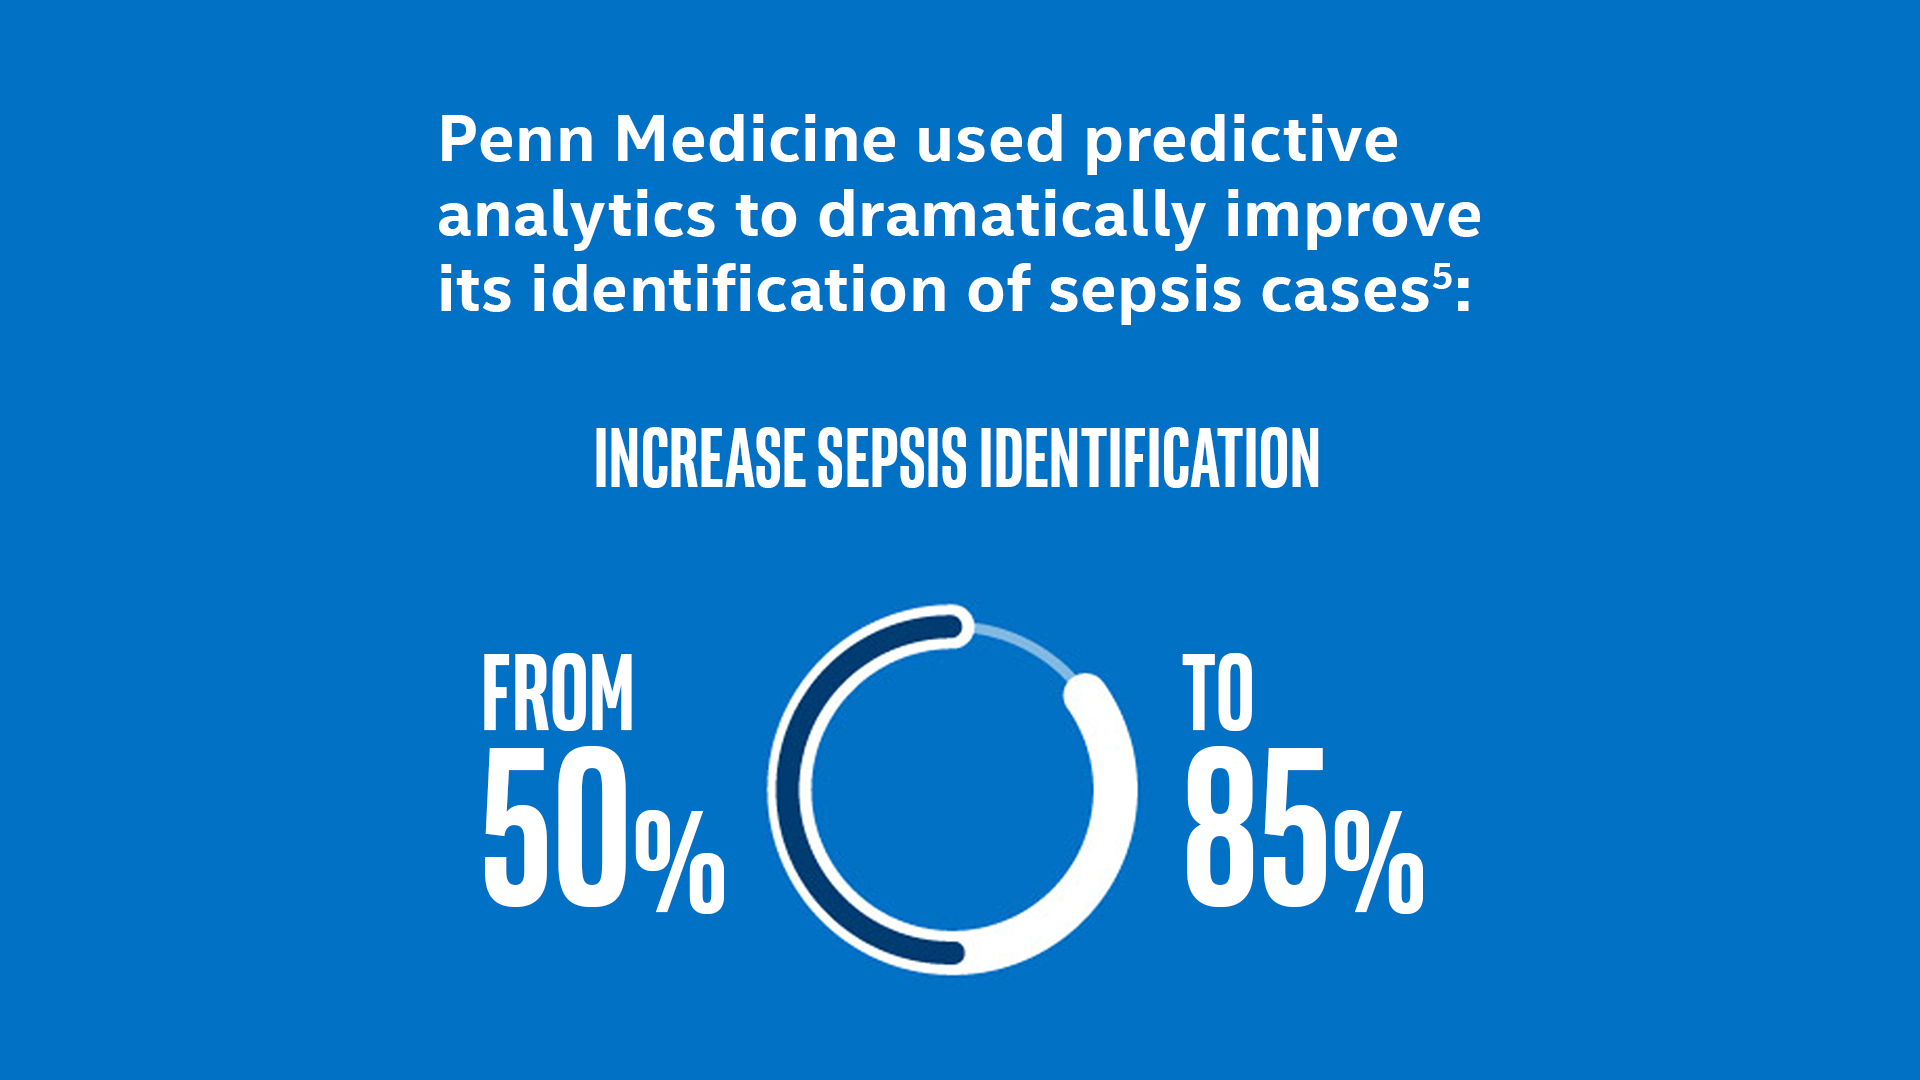 Penn Medicine used predictive
analytics to dramatically improve
its identification of sepsis cases⁵:
INCREASE SEPSIS IDENTIFICATION
FROM
50%
TO
85%